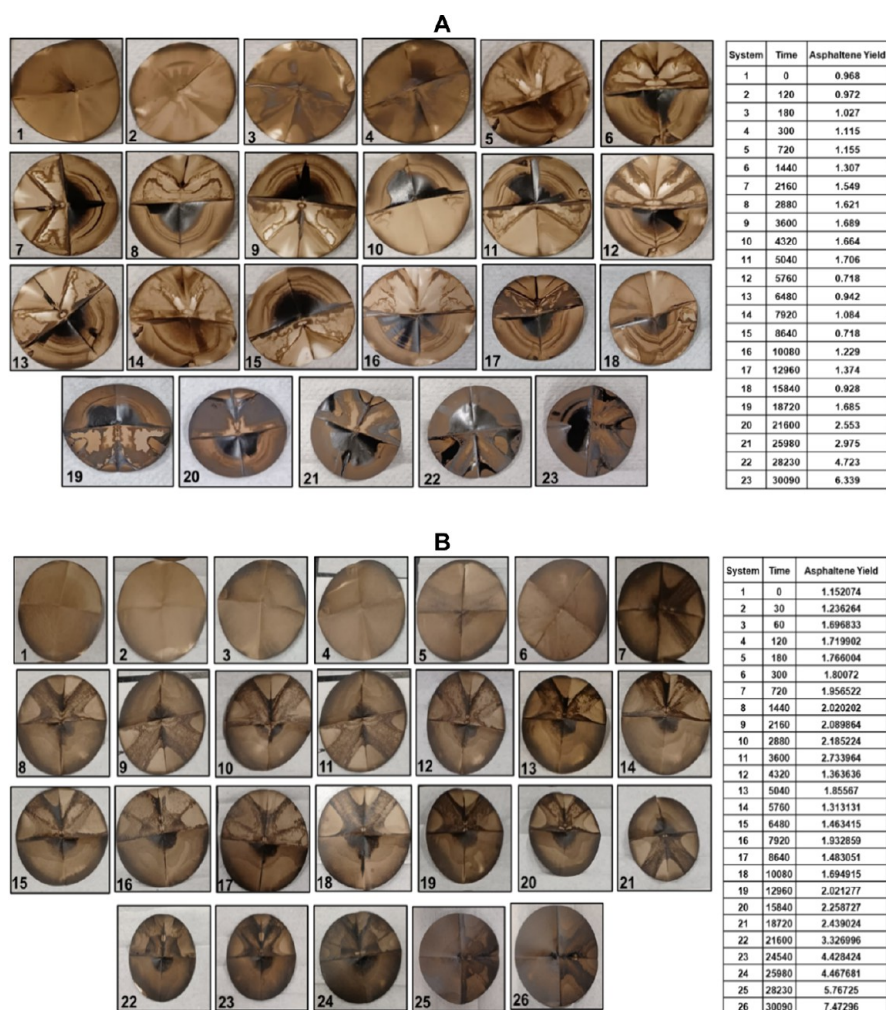 A
System Time Asphaltene Yield
1 0 0.968
2 120 0.972
3 180 1.027
4 300 1.115
5 720 1.155
6 1440 1.307
7 2160 1.549
8 2880 1.621
9 3600 1.689
10 4320 1.664
11 5040 1.706
12 5760 0.718
13 6480 0.942
14 7920 1.084
15 8640 0.718
16 10080 1.229
17 12960 1.374
18 15840 0.928
19 18720 1.685
20 21600 2.553
21 25980 2.975
22 28230 4.723
23 30090 6.339
1 2 3 4 5 6
7 8 9 10 11 12
13 14 15 16 17 18
19 20 21 22 23
B
System Time Asphaltene Yield
1 0 1.152074
2 30 1.236264
3 60 1.696833
4 120 1.719902
5 180 1.766004
6 300 1.80072
7 720 1.956522
8 1440 2.020202
9 2160 2.089864
10 2880 2.185224
11 3600 2.733964
12 4320 1.363636
13 5040 1.85567
14 5760 1.313131
15 6480 1.463415
16 7920 1.932859
17 8640 1.483051
18 10080 1.694915
19 12960 2.021277
20 15840 2.258727
21 18720 2.439024
22 21600 3.326996
23 24540 4.428424
24 25980 4.467681
25 28230 5.76725
26 30090 7.47296
1 2 3 4 5 6 7
8 9 10 11 12 13 14
15 16 17 18 19 20 21
22 23 24 25 26